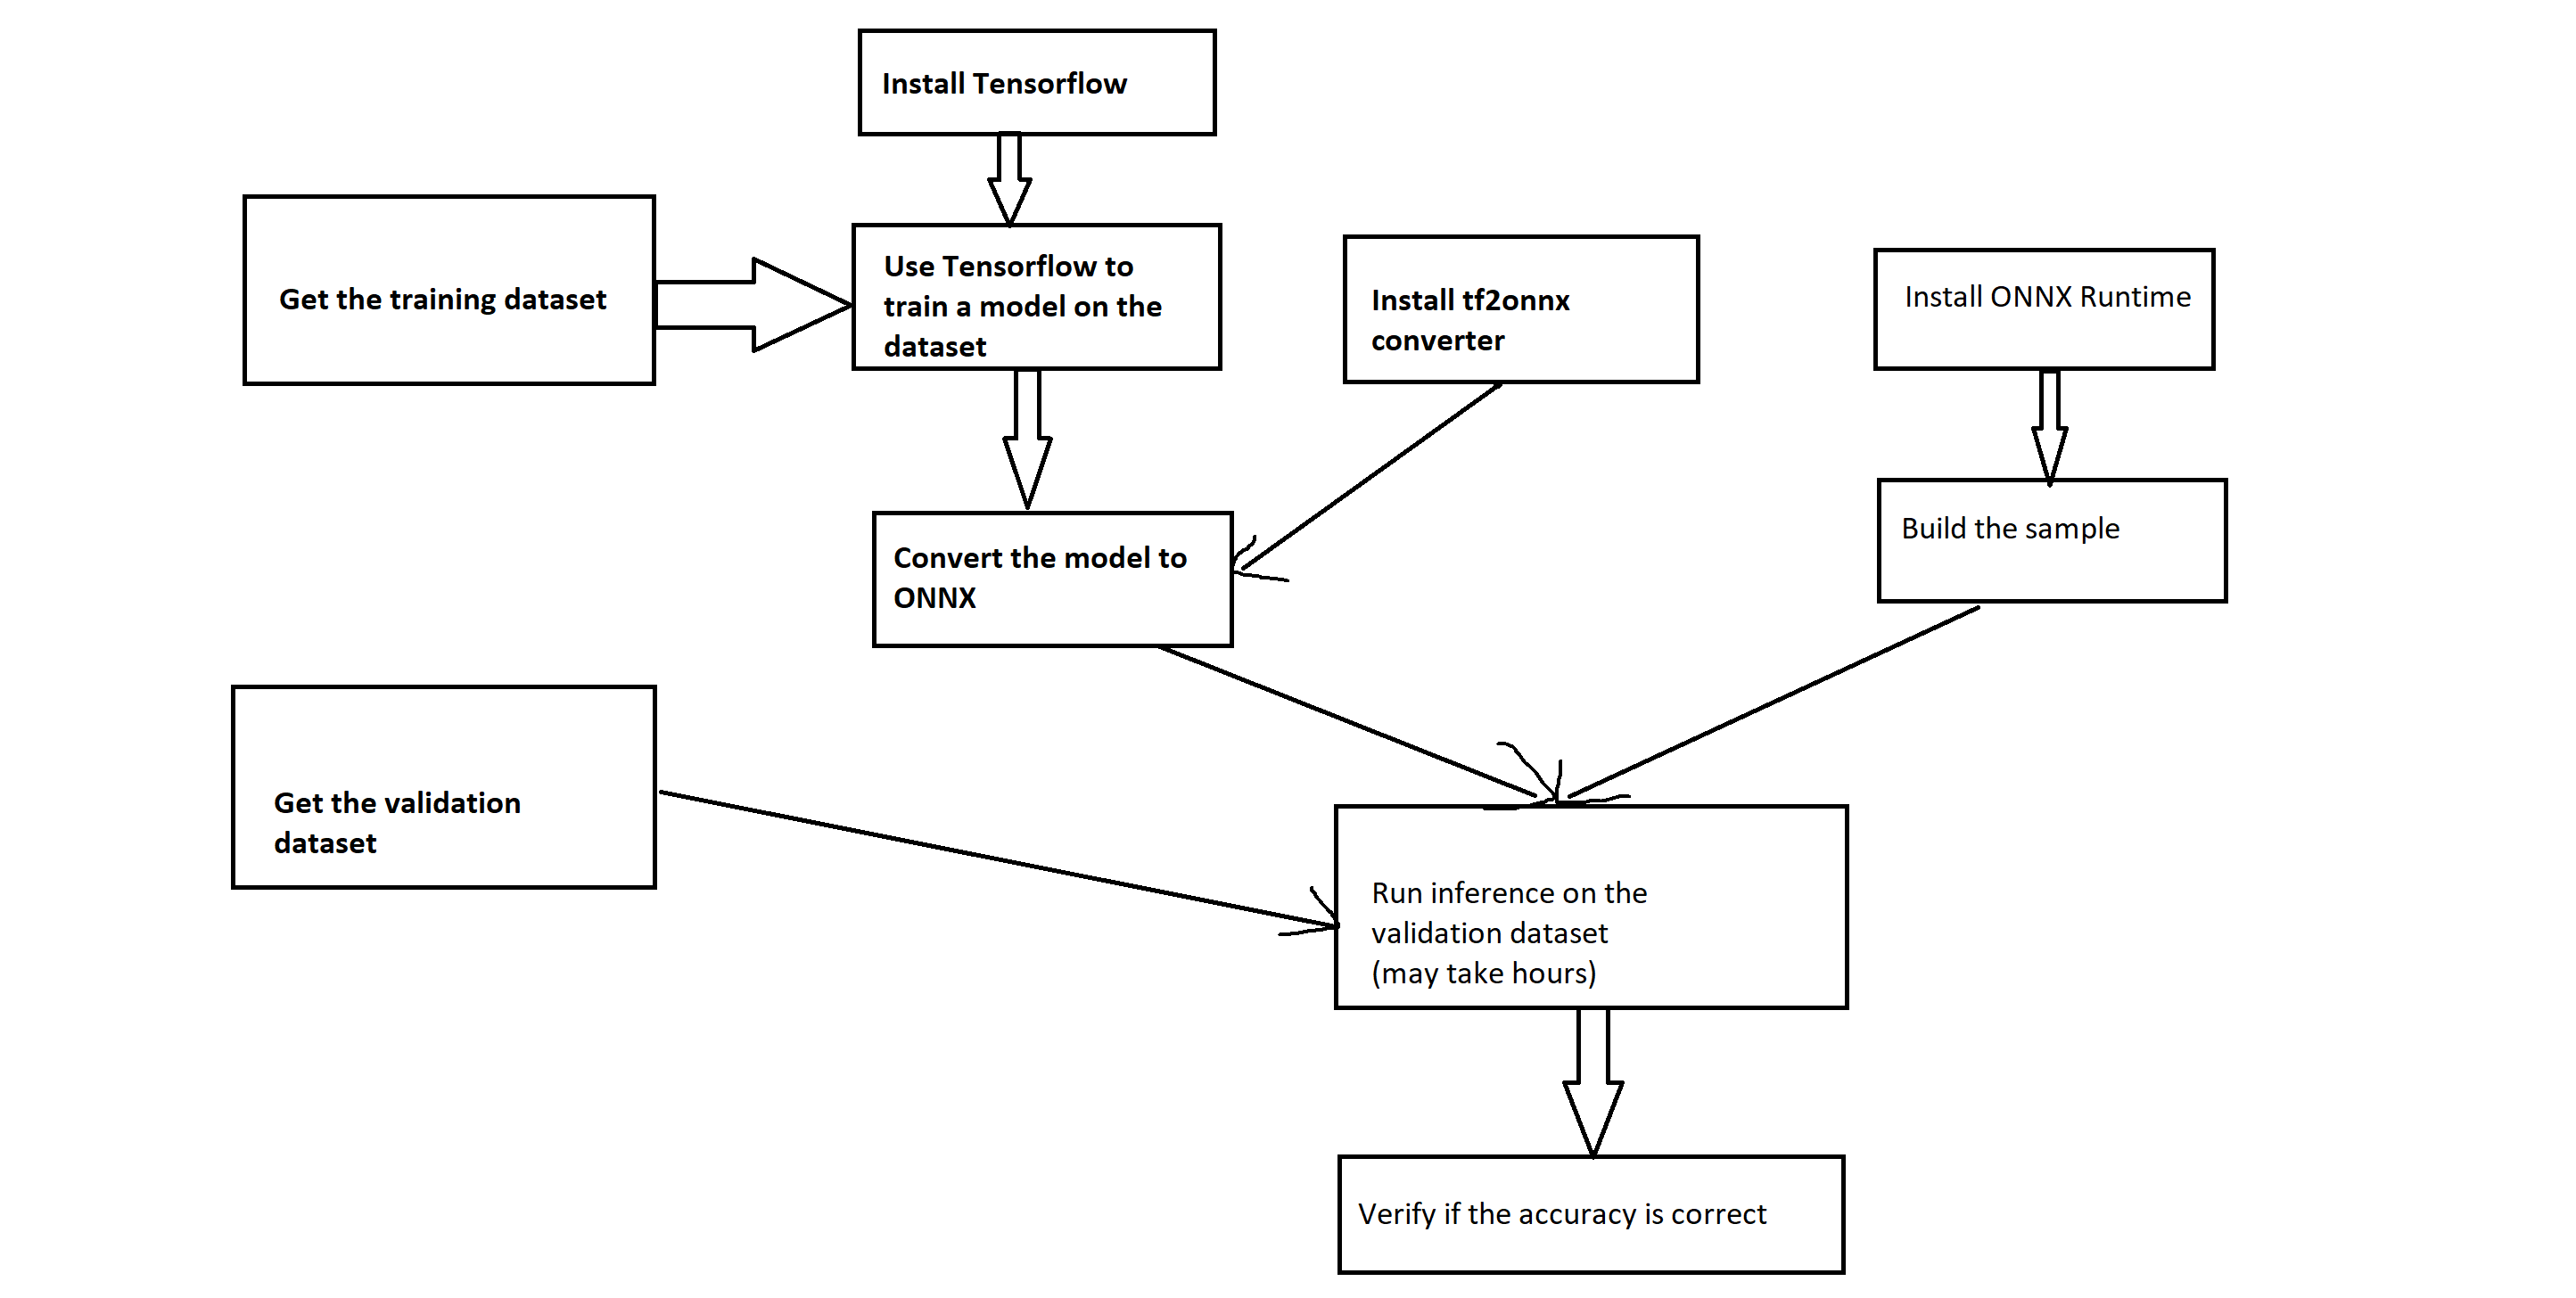 Install Tensorflow
Get the training dataset
Use Tensorflow to
train a model on the
dataset
Install tf2onnx
converter
Install ONNX Runtime
Convert the model to
ONNX
Build the sample
Get the validation
dataset
Run inference on the
validation dataset
(may take hours)
Verify if the accuracy is correct